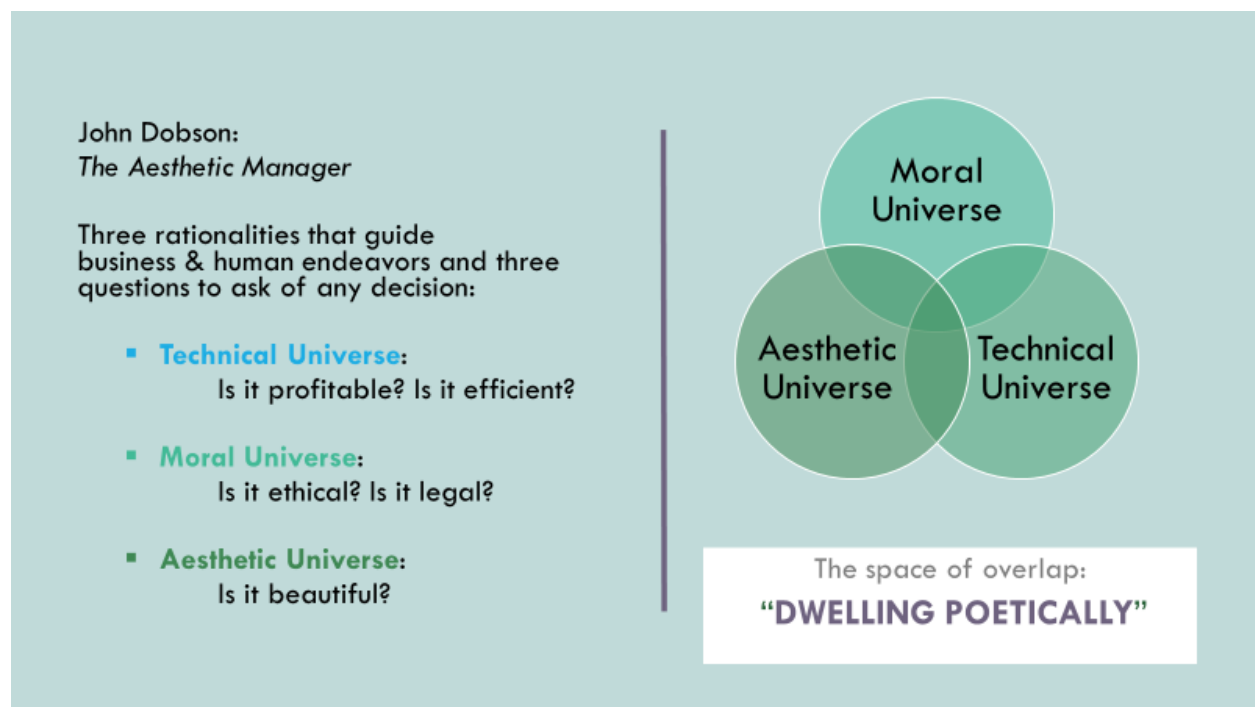 John Dobson:
The Aesthetic Manager
Three rationalities that guide
business & human endeavors and three
questions to ask of any decision:
▪ Technical Universe:
Is it profitable? Is it efficient?
▪ Moral Universe:
Is it ethical? Is it legal?
▪ Aesthetic Universe:
Is it beautiful?
Moral
Universe
Aesthetic
Universe
Technical
Universe
The space of overlap:
“DWELLING POETICALLY”